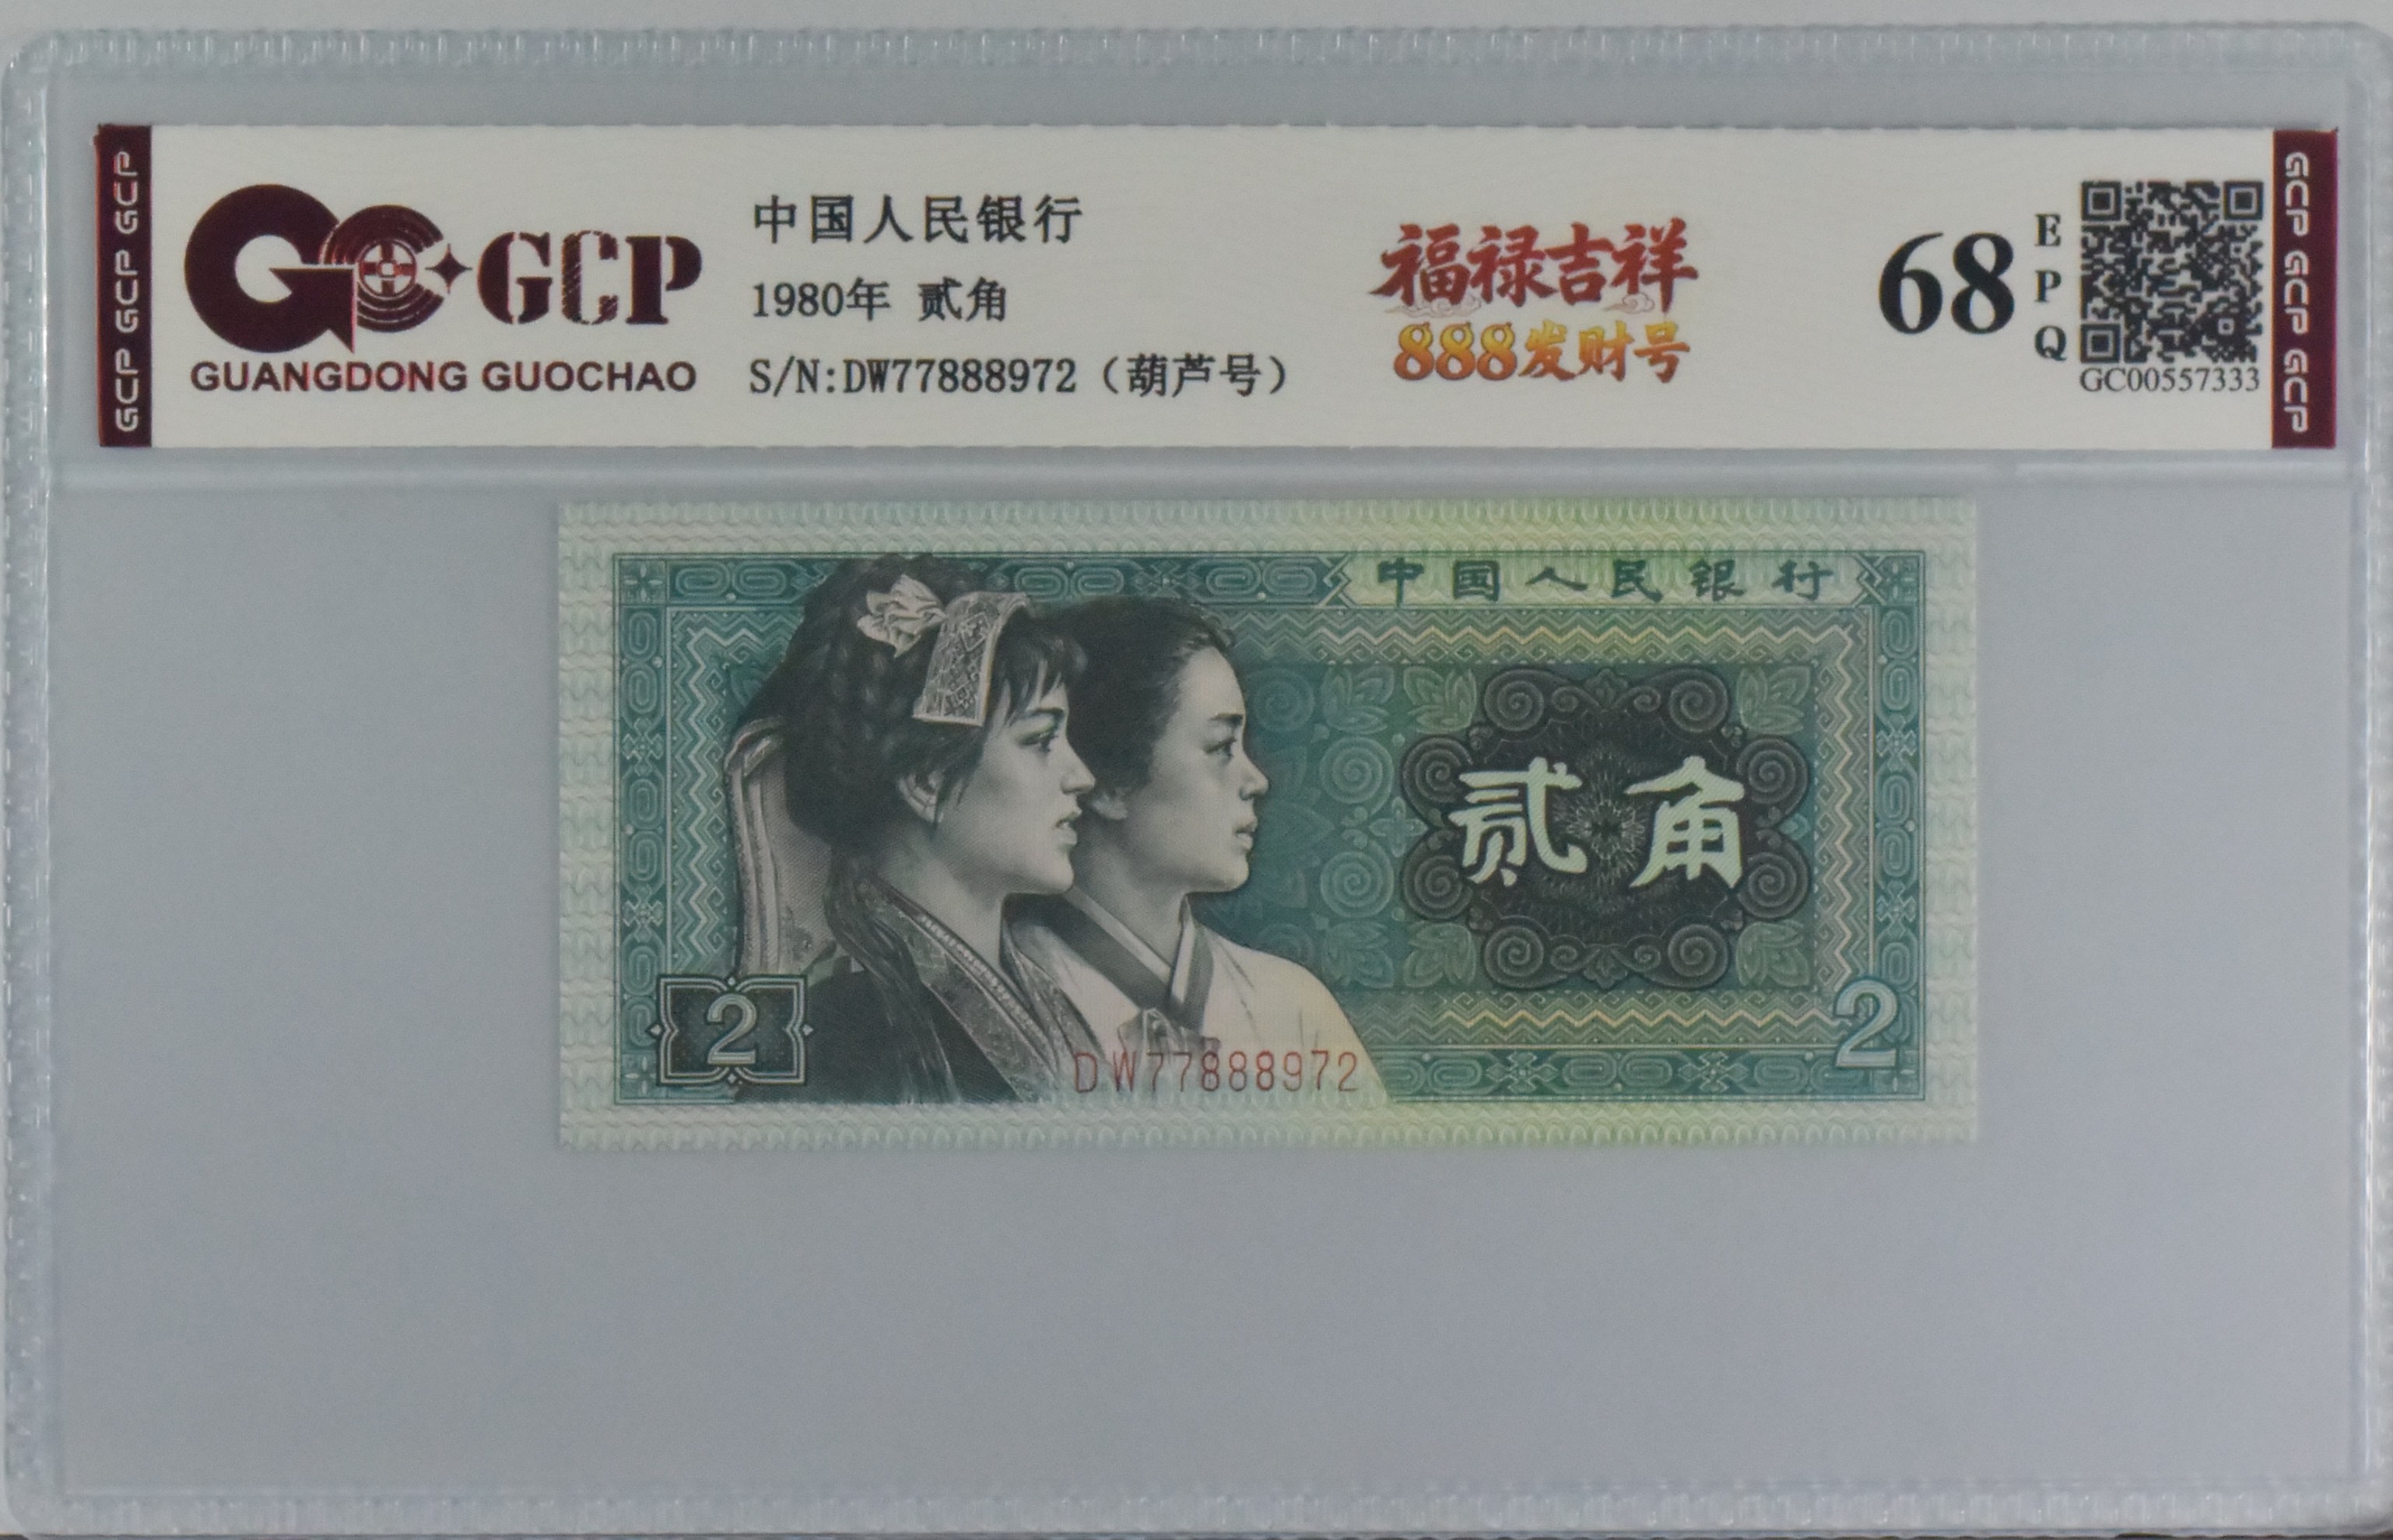 GCP GCP GCP
GCP
GUANGDONG GUOCHAO
中国人民银行
1980年 贰角
S/N:DW77888972（葫芦号）
福禄吉祥
888发财号
68
E
P
Q
GC00557333
GCP GCP GCP
中国人民银行
贰角
2
2
DW77888972